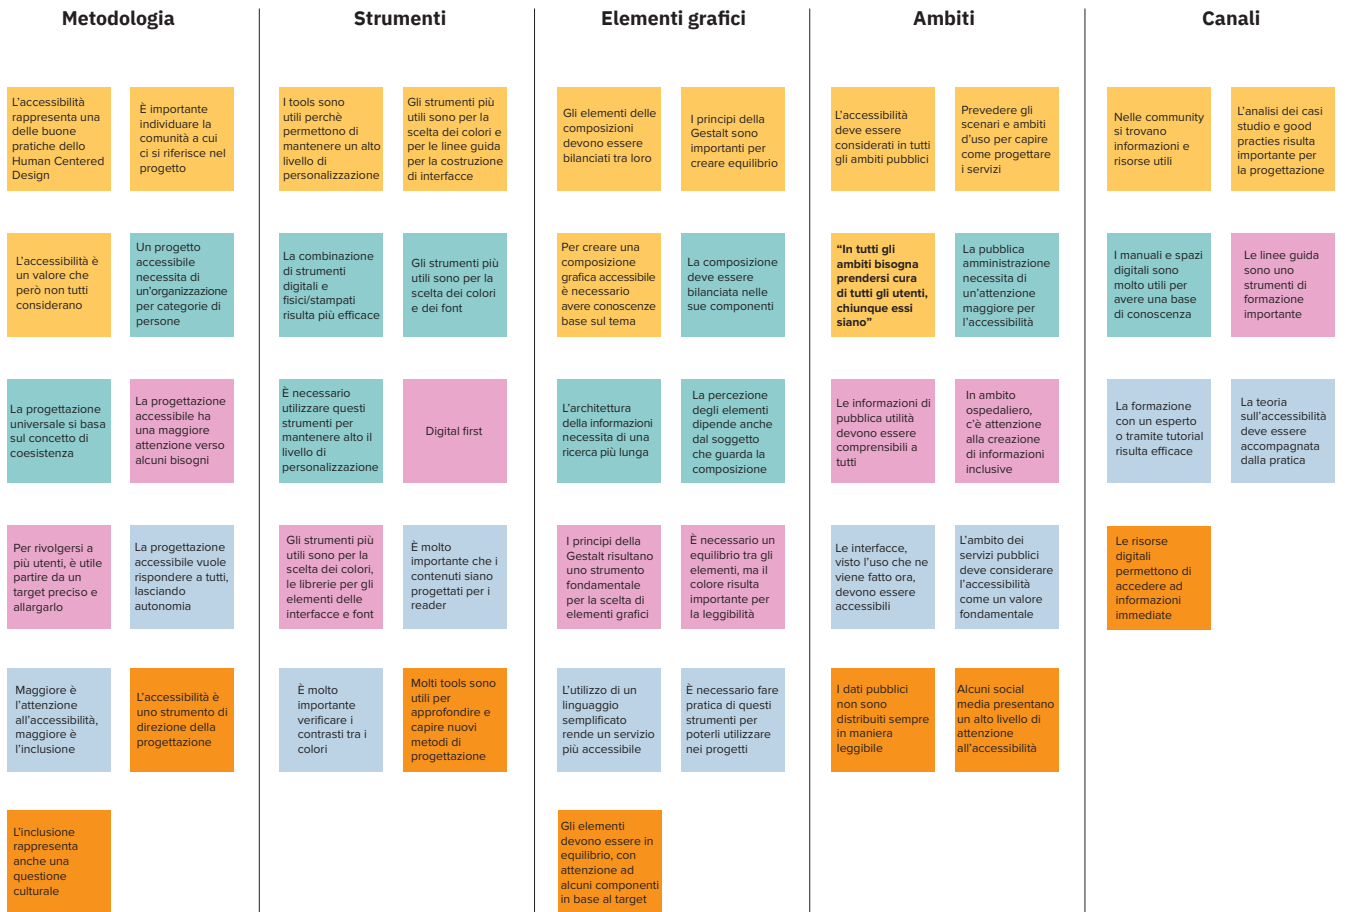 Metodologia
Strumenti
Elementi grafici
Ambiti
Canali
L'accessibilità
rappresenta una
delle buone
pratiche dello
Human Centered
Design
È importante
individuare la
comunità a cui
ci si riferisce nel
progetto
L'accessibilità è
un valore che
però non tutti
considerano
Un progetto
accessibile
necessita di
un'organizzazione
per categorie di
persone
La progettazione
universale si basa
sul concetto di
coesistenza
La progettazione
accessibile ha
una maggiore
attenzione verso
alcuni bisogni
Per rivolgersi a
più utenti, è utile
partire da un
target preciso e
allargarlo
La progettazione
accessibile vuole
rispondere a tutti,
lasciando
autonomia
Maggiore è
l'attenzione
all'accessibilità,
maggiore è
l'inclusione
L'accessibilità è
uno strumento di
direzione della
progettazione
L'inclusione
rappresenta
anche una
questione
culturale
I tools sono
utili perchè
permettono di
mantenere un alto
livello di
personalizzazione
Gli strumenti più
utili sono per la
scelta dei colori e
per le linee guida
per la costruzione
di interfacce
La combinazione
di strumenti
digitali e
fisici/stampati
risulta più efficace
Gli strumenti più
utili sono per la
scelta dei colori
e dei font
È necessario
utilizzare questi
strumenti per
mantenere alto il
livello di
personalizzazione
Digital first
Gli strumenti più
utili sono per la
scelta dei colori,
le librerie per gli
elementi delle
interfacce e font
È molto
importante che i
contenuti siano
progettati per i
reader
È molto
importante
verificare i
contrasti tra i
colori
Molti tools sono
utili per
approfondire e
capire nuovi
metodi di
progettazione
Gli elementi delle
composizioni
devono essere
bilanciati tra loro
I principi della
Gestalt sono
importanti per
creare equilibrio
Per creare una
composizione
grafica accessibile
è necessario
avere conoscenze
base sul tema
La composizione
deve essere
bilanciata nelle
sue componenti
L'architettura
della informazioni
necessita di una
ricerca più lunga
La percezione
degli elementi
dipende anche
dal soggetto
che guarda la
composizione
I principi della
Gestalt risultano
uno strumento
fondamentale
per la scelta di
elementi grafici
È necessario un
equilibrio tra gli
elementi, ma il
colore risulta
importante per
la leggibilità
L'utilizzo di un
linguaggio
semplificato
rende un servizio
più accessibile
È necessario fare
pratica di questi
strumenti per
poterli utilizzare
nei progetti
Gli elementi
devono essere in
equilibrio, con
attenzione ad
alcuni componenti
in base al target
L'accessibilità
deve essere
considerati in tutti
gli ambiti pubblici
Prevedere gli
scenari e ambiti
d'uso per capire
come progettare
i servizi
"In tutti gli
ambiti bisogna
prendersi cura
di tutti gli utenti,
chiunque essi
siano"
La pubblica
amministrazione
necessita di
un'attenzione
maggiore per
l'accessibilità
Le informazioni di
pubblica utilità
devono essere
comprensibili a
tutti
In ambito
ospedaliero,
c'è attenzione
alla creazione
di informazioni
inclusive
Le interfacce,
visto l'uso che ne
viene fatto ora,
devono essere
accessibili
L'ambito dei
servizi pubblici
deve considerare
l'accessibilità
come un valore
fondamentale
I dati pubblici
non sono
distribuiti sempre
in maniera
leggibile
Alcuni social
media presentano
un alto livello di
attenzione
all'accessibilità
Nelle community
si trovano
informazioni e
risorse utili
L'analisi dei casi
studio e good
practies risulta
importante per
la progettazione
I manuali e spazi
digitali sono
molto utili per
avere una base
di conoscenza
Le linee guida
sono uno
strumenti di
formazione
importante
La formazione
con un esperto
o tramite tutorial
risulta efficace
La teoria
sull'accessibilità
deve essere
accompagnata
dalla pratica
Le risorse
digitali
permettono di
accedere ad
informazioni
immediate